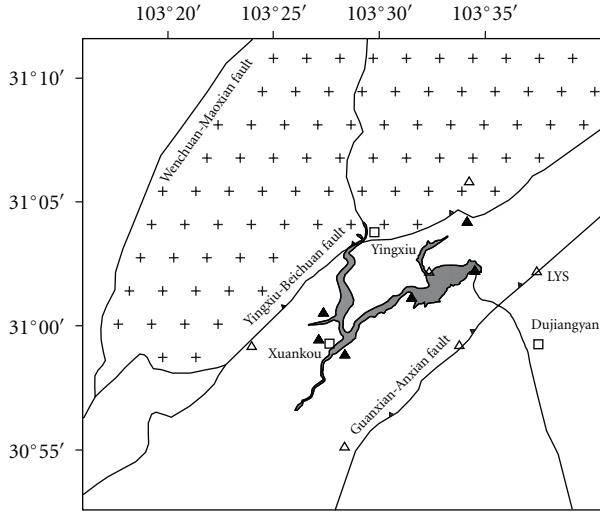 103°20′ 103°25′ 103°30′ 103°35′
31°10′
31°05′
31°00′
30°55′
Wenchuan-Maoxian fault
Yingxiu-Beichuan fault
Yingxiu
LYS
Dujiangyan
Xuankou
Guanxian-Anxian fault